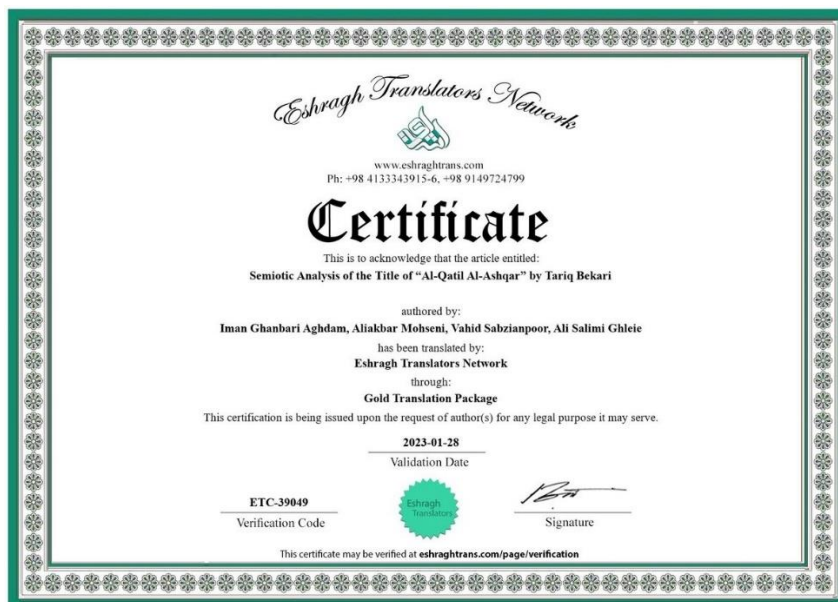 Eshragh Translators Network
www.eshraghtrans.com
Ph: +98 4133343915-6, +98 9149724799
Certificate
This is to acknowledge that the article entitled:
Semiotic Analysis of the Title of “Al-Qatil Al-Ashqar” by Tariq Bekari
authored by:
Iman Ghanbari Aghdam, Aliakbar Mohseni, Vahid Sabzianpoor, Ali Salimi Ghleie
has been translated by:
Eshragh Translators Network
through:
Gold Translation Package
This certification is being issued upon the request of author(s) for any legal purpose it may serve.
2023-01-28
Validation Date
ETC-39049
Verification Code
Eshragh
Translators
Signature
This certificate may be verified at eshraghtrans.com/page/verification